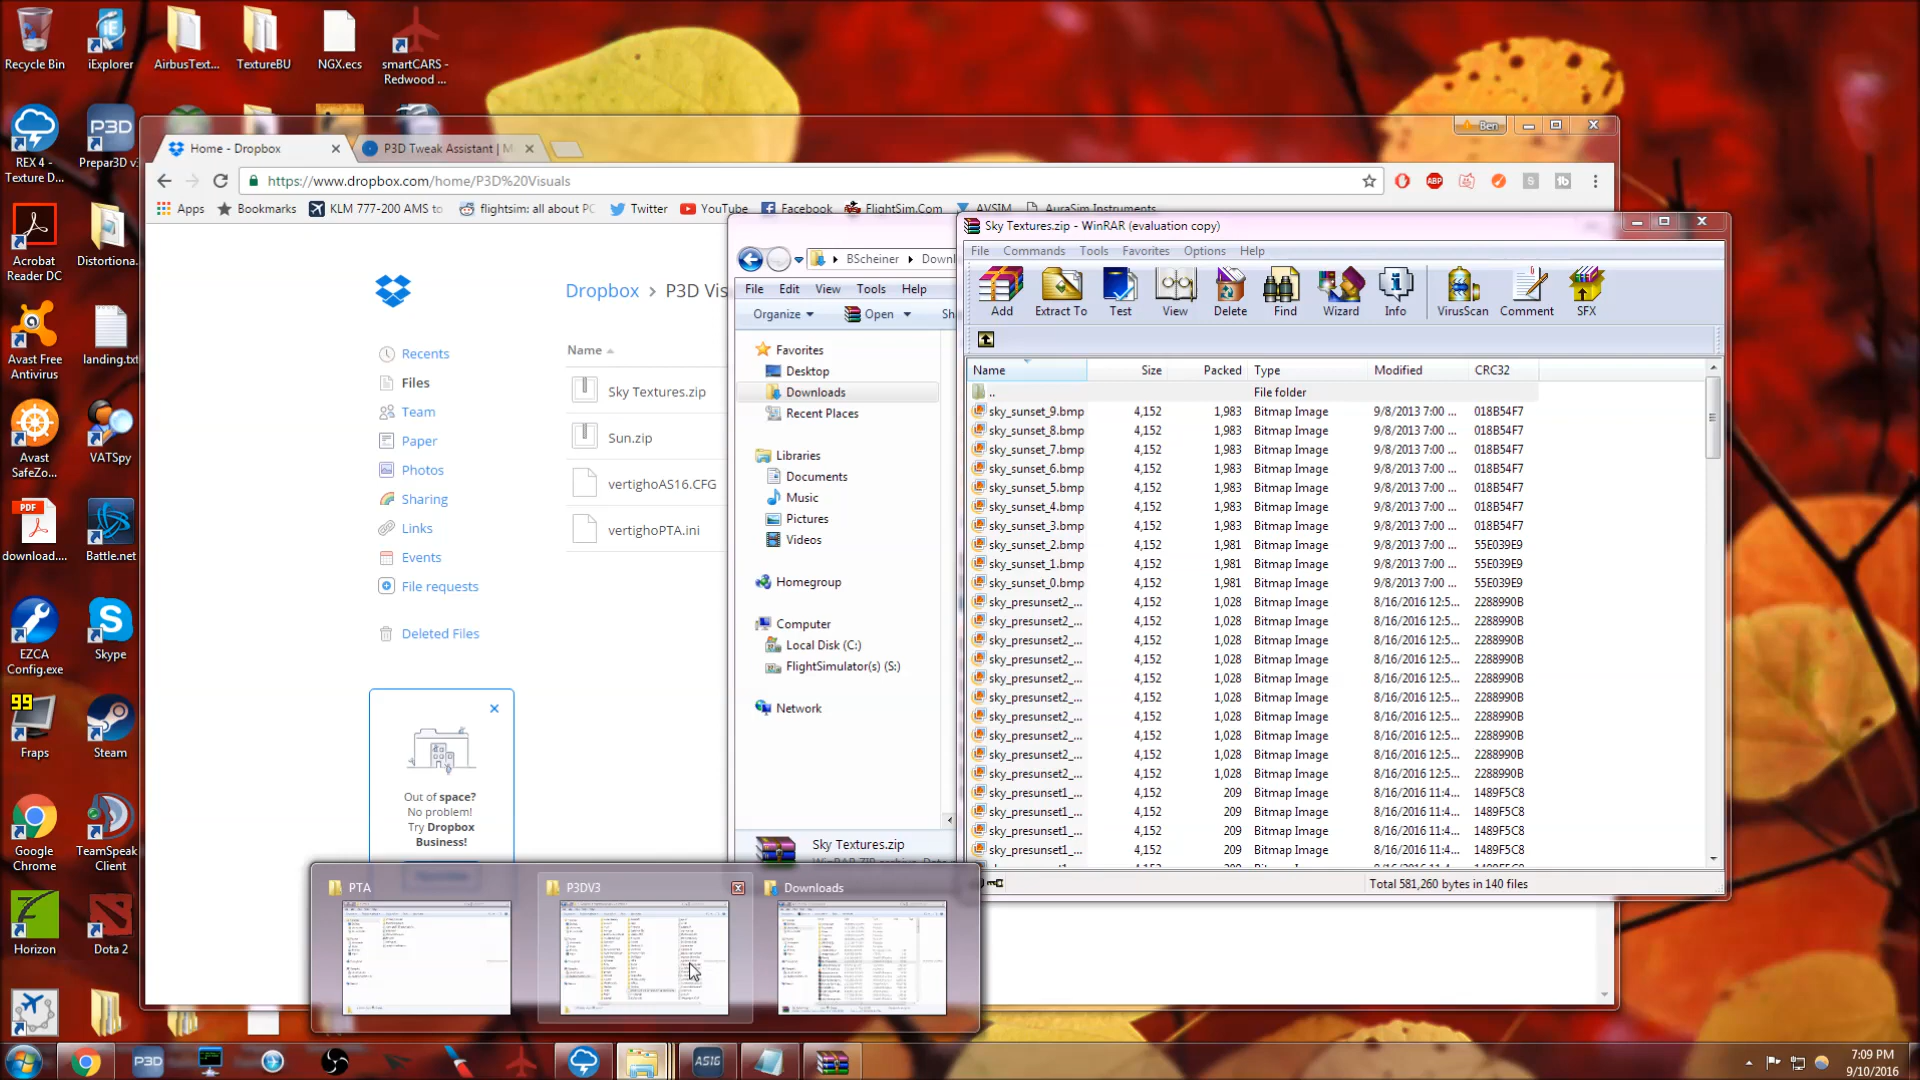 Recycle Bin
iExplorer
AirbusText...
TextureBU
NGX.ecs
smartCARS -
Redwood ...
REX 4 -
Texture D...
P3D
Prepar3D v3
Acrobat
Reader DC
Distortiona...
Avast Free
Antivirus
landing.txt
Avast
SafeZo...
VATSpy
PDF
download....
Battle.net
EZCA
Config.exe
Skype
99
Fraps
Steam
Google
Chrome
TeamSpeak
Client
Horizon
Dota 2
Home - Dropbox
P3D Tweak Assistant | M
Ben
https://www.dropbox.com/home/P3D%20Visuals
ABP
Apps
Bookmarks
KLM 777-200 AMS to
flightsim: all about PC
Twitter
YouTube
Facebook
FlightSim.Com
AVSIM
AuraSim Instruments
Dropbox > P3D Vis
Recents
Files
Team
Paper
Photos
Sharing
Links
Events
File requests
Deleted Files
Name
Sky Textures.zip
Sun.zip
vertighoAS16.CFG
vertighoPTA.ini
Out of space?
No problem!
Try Dropbox
Business!
BScheiner
Downl
File Edit View Tools Help
Organize
Open
Sh
Favorites
Desktop
Downloads
Recent Places
Libraries
Documents
Music
Pictures
Videos
Homegroup
Computer
Local Disk (C:)
FlightSimulator(s) (S:)
Network
Sky Textures.zip
Sky Textures.zip - WinRAR (evaluation copy)
File Commands Tools Favorites Options Help
Add Extract To Test View Delete Find Wizard Info VirusScan Comment SFX
Name Size Packed Type Modified CRC32
.. File folder
sky_sunset_9.bmp 4,152 1,983 Bitmap Image 9/8/2013 7:00 ... 018B54F7
sky_sunset_8.bmp 4,152 1,983 Bitmap Image 9/8/2013 7:00 ... 018B54F7
sky_sunset_7.bmp 4,152 1,983 Bitmap Image 9/8/2013 7:00 ... 018B54F7
sky_sunset_6.bmp 4,152 1,983 Bitmap Image 9/8/2013 7:00 ... 018B54F7
sky_sunset_5.bmp 4,152 1,983 Bitmap Image 9/8/2013 7:00 ... 018B54F7
sky_sunset_4.bmp 4,152 1,983 Bitmap Image 9/8/2013 7:00 ... 018B54F7
sky_sunset_3.bmp 4,152 1,983 Bitmap Image 9/8/2013 7:00 ... 018B54F7
sky_sunset_2.bmp 4,152 1,981 Bitmap Image 9/8/2013 7:00 ... 55E039E9
sky_sunset_1.bmp 4,152 1,981 Bitmap Image 9/8/2013 7:00 ... 55E039E9
sky_sunset_0.bmp 4,152 1,981 Bitmap Image 9/8/2013 7:00 ... 55E039E9
sky_presunset2_... 4,152 1,028 Bitmap Image 8/16/2016 12:5... 2288990B
sky_presunset2_... 4,152 1,028 Bitmap Image 8/16/2016 12:5... 2288990B
sky_presunset2_... 4,152 1,028 Bitmap Image 8/16/2016 12:5... 2288990B
sky_presunset2_... 4,152 1,028 Bitmap Image 8/16/2016 12:5... 2288990B
sky_presunset2_... 4,152 1,028 Bitmap Image 8/16/2016 12:5... 2288990B
sky_presunset2_... 4,152 1,028 Bitmap Image 8/16/2016 12:5... 2288990B
sky_presunset2_... 4,152 1,028 Bitmap Image 8/16/2016 12:5... 2288990B
sky_presunset2_... 4,152 1,028 Bitmap Image 8/16/2016 12:5... 2288990B
sky_presunset2_... 4,152 1,028 Bitmap Image 8/16/2016 12:5... 2288990B
sky_presunset2_... 4,152 1,028 Bitmap Image 8/16/2016 12:5... 2288990B
sky_presunset1_... 4,152 209 Bitmap Image 8/16/2016 11:4... 1489F5C8
sky_presunset1_... 4,152 209 Bitmap Image 8/16/2016 11:4... 1489F5C8
sky_presunset1_... 4,152 209 Bitmap Image 8/16/2016 11:4... 1489F5C8
sky_presunset1_... 4,152 209 Bitmap Image 8/16/2016 11:4... 1489F5C8
Total 581,260 bytes in 140 files
PTA
P3DV3
Downloads
P3D
AS16
7:09 PM
9/10/2016